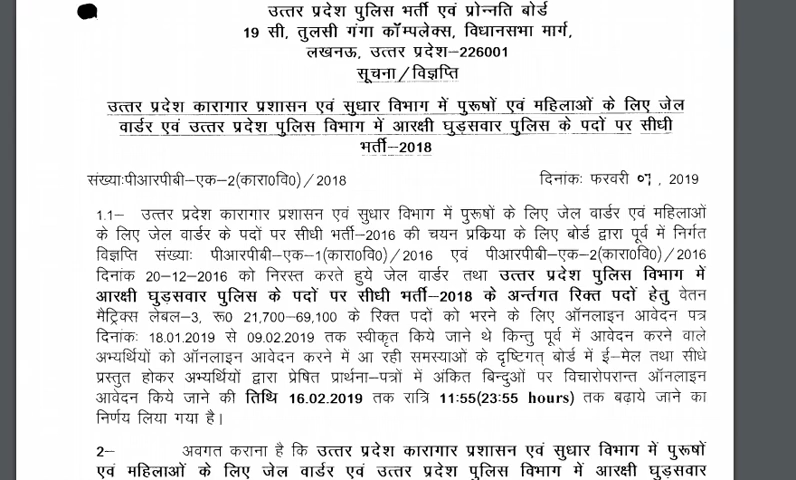 उत्तर प्रदेश पुलिस भर्ती एवं प्रोन्नति बोर्ड
19 सी, तुलसी गंगा कॉम्पलेक्स, विधानसभा मार्ग,
लखनऊ, उत्तर प्रदेश–226001
सूचना/विज्ञप्ति
उत्तर प्रदेश कारागार प्रशासन एवं सुधार विभाग में पुरूषों एवं महिलाओं के लिए जेल
वार्डर एवं उत्तर प्रदेश पुलिस विभाग में आरक्षी घुड़सवार पुलिस के पदों पर सीधी
भर्ती–2018
संख्याःपीआरपीबी–एक–2(कारा0वि0)/2018 दिनांकः फरवरी 07, 2019
1.1– उत्तर प्रदेश कारागार प्रशासन एवं सुधार विभाग में पुरूषों के लिए जेल वार्डर एवं महिलाओं
के लिए जेल वार्डर के पदों पर सीधी भर्ती–2016 की चयन प्रक्रिया के लिए बोर्ड द्वारा पूर्व में निर्गत
विज्ञप्ति संख्याः पीआरपीबी–एक–1(कारा0वि0)/2016 एवं पीआरपीबी–एक–2(कारा0वि0)/2016
दिनांक 20–12–2016 को निरस्त करते हुये जेल वार्डर तथा उत्तर प्रदेश पुलिस विभाग में
आरक्षी घुड़सवार पुलिस के पदों पर सीधी भर्ती–2018 के अर्न्तगत रिक्त पदों हेतु वेतन
मैट्रिक्स लेबल–3, रू0 21,700–69,100 के रिक्त पदों को भरने के लिए ऑनलाइन आवेदन पत्र
दिनांकः 18.01.2019 से 09.02.2019 तक स्वीकृत किये जाने थे किन्तु पूर्व में आवेदन करने वाले
अभ्यर्थियों को ऑनलाइन आवेदन करने में आ रही समस्याओं के दृष्टिगत् बोर्ड में ई–मेल तथा सीधे
प्रस्तुत होकर अभ्यर्थियों द्वारा प्रेषित प्रार्थना–पत्रों में अंकित बिन्दुओं पर विचारोपरान्त ऑनलाइन
आवेदन किये जाने की तिथि 16.02.2019 तक रात्रि 11:55(23:55 hours) तक बढ़ाये जाने का
निर्णय लिया गया है।
2– अवगत कराना है कि उत्तर प्रदेश कारागार प्रशासन एवं सुधार विभाग में पुरूषों
एवं महिलाओं के लिए जेल वार्डर एवं उत्तर प्रदेश पुलिस विभाग में आरक्षी घुड़सवार